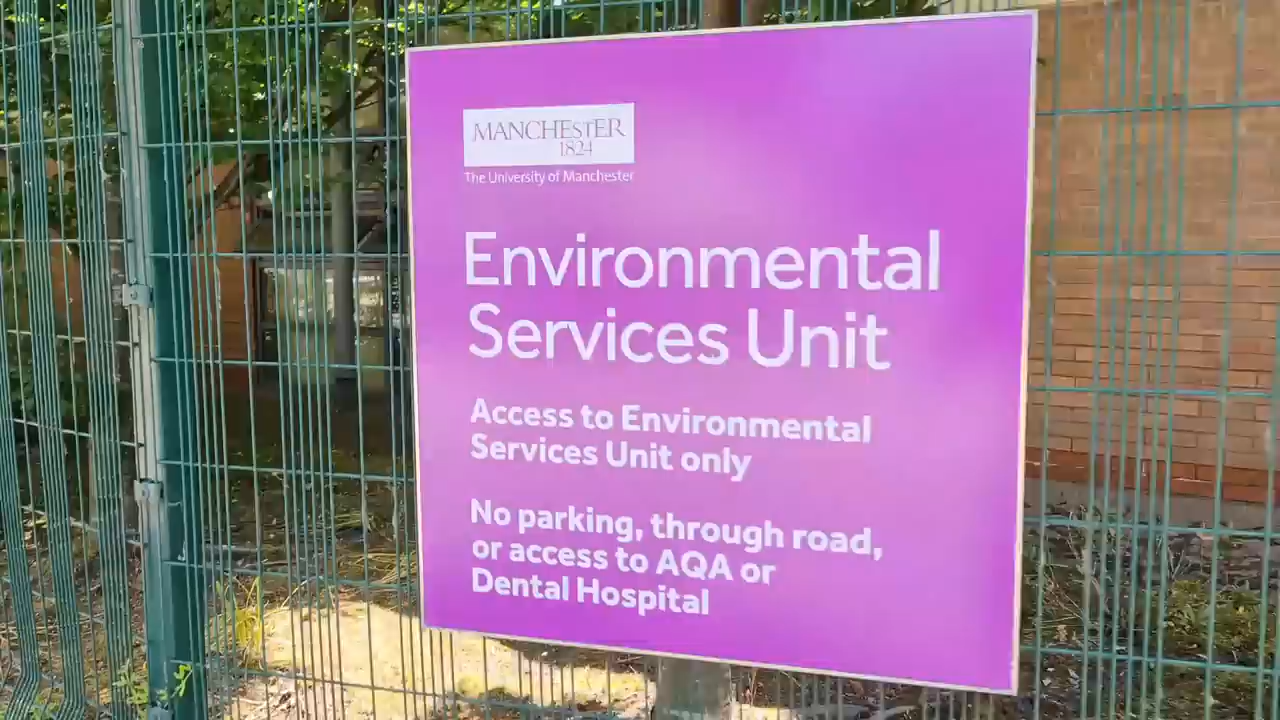 MANCHESTER
1824
The University of Manchester
Environmental
Services Unit
Access to Environmental
Services Unit only
No parking, through road,
or access to AQA or
Dental Hospital